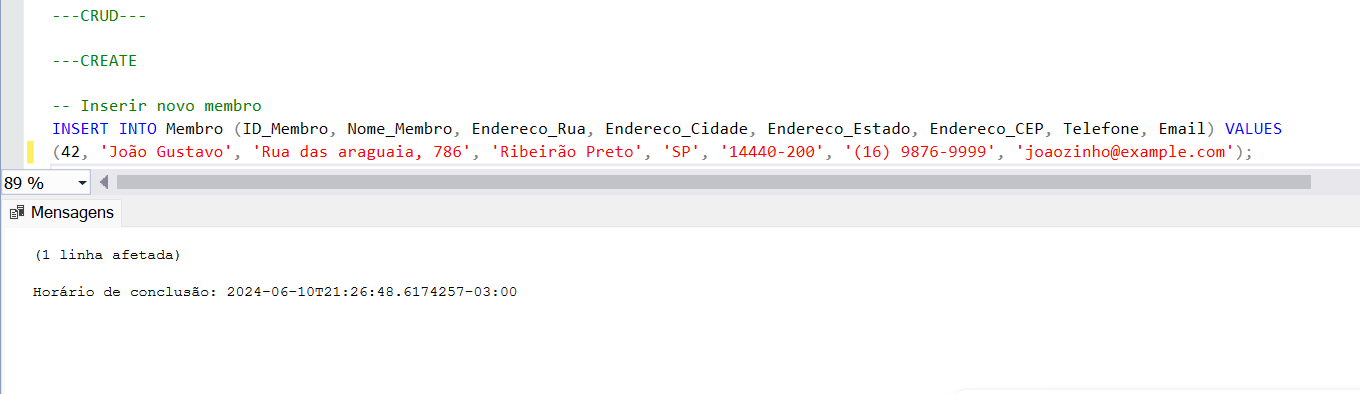 ---CRUD---
---CREATE
-- Inserir novo membro
INSERT INTO Membro (ID_Membro, Nome_Membro, Endereco_Rua, Endereco_Cidade, Endereco_Estado, Endereco_CEP, Telefone, Email) VALUES
(42, 'João Gustavo', 'Rua das araguaia, 786', 'Ribeirão Preto', 'SP', '14440-200', '(16) 9876-9999', 'joaozinho@example.com');
89 %
Mensagens
(1 linha afetada)
Horário de conclusão: 2024-06-10T21:26:48.6174257-03:00